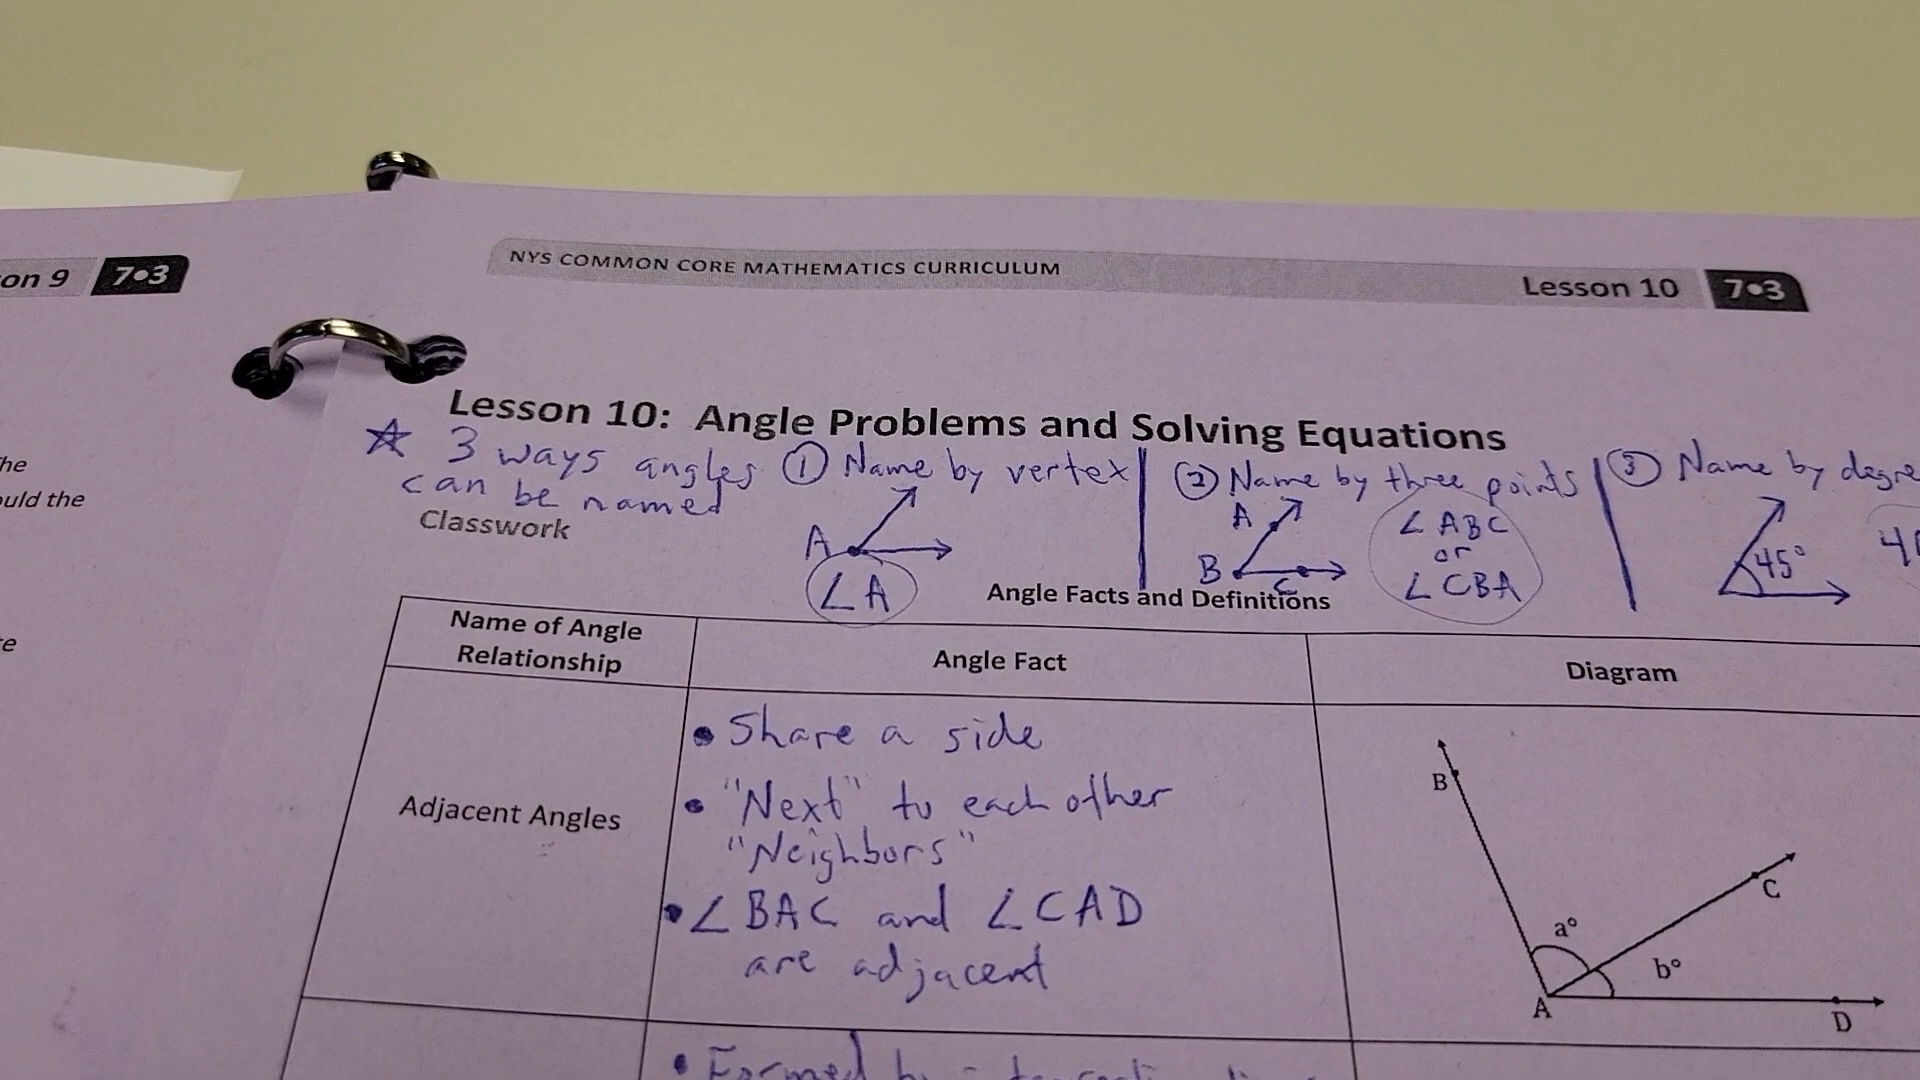 on 9 7•3
he
ould the
e
NYS COMMON CORE MATHEMATICS CURRICULUM
Lesson 10 7•3
Lesson 10: Angle Problems and Solving Equations
☆ 3 ways angles
can be named
① Name by vertex
A
∠A
② Name by three points
A
B
C
∠ABC
or
∠CBA
③ Name by degre
45°
Classwork
Angle Facts and Definitions
Name of Angle
Relationship
Angle Fact
Diagram
Adjacent Angles
• Share a side
• "Next" to each other
"Neighbors"
• ∠BAC and ∠CAD
are adjacent
B
C
a°
b°
A
D
• Formed by